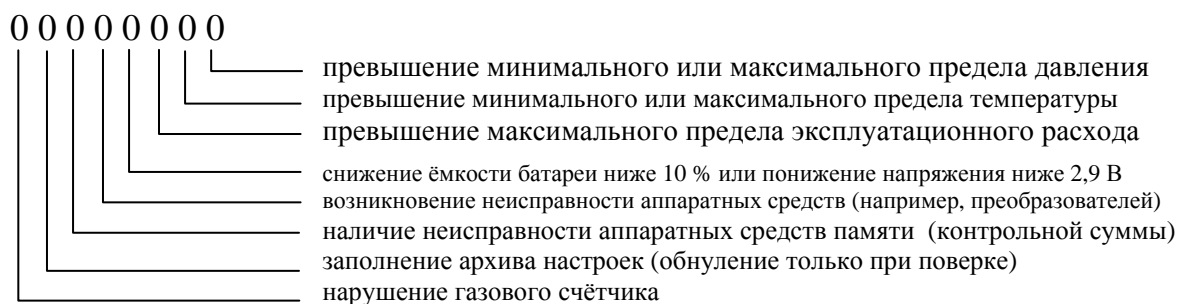 0 0 0 0 0 0 0 0
превышение минимального или максимального предела давления
превышение минимального или максимального предела температуры
превышение максимального предела эксплуатационного расхода
снижение ёмкости батареи ниже 10 % или понижение напряжения ниже 2,9 В
возникновение неисправности аппаратных средств (например, преобразователей)
наличие неисправности аппаратных средств памяти (контрольной суммы)
заполнение архива настроек (обнуление только при поверке)
нарушение газового счётчика